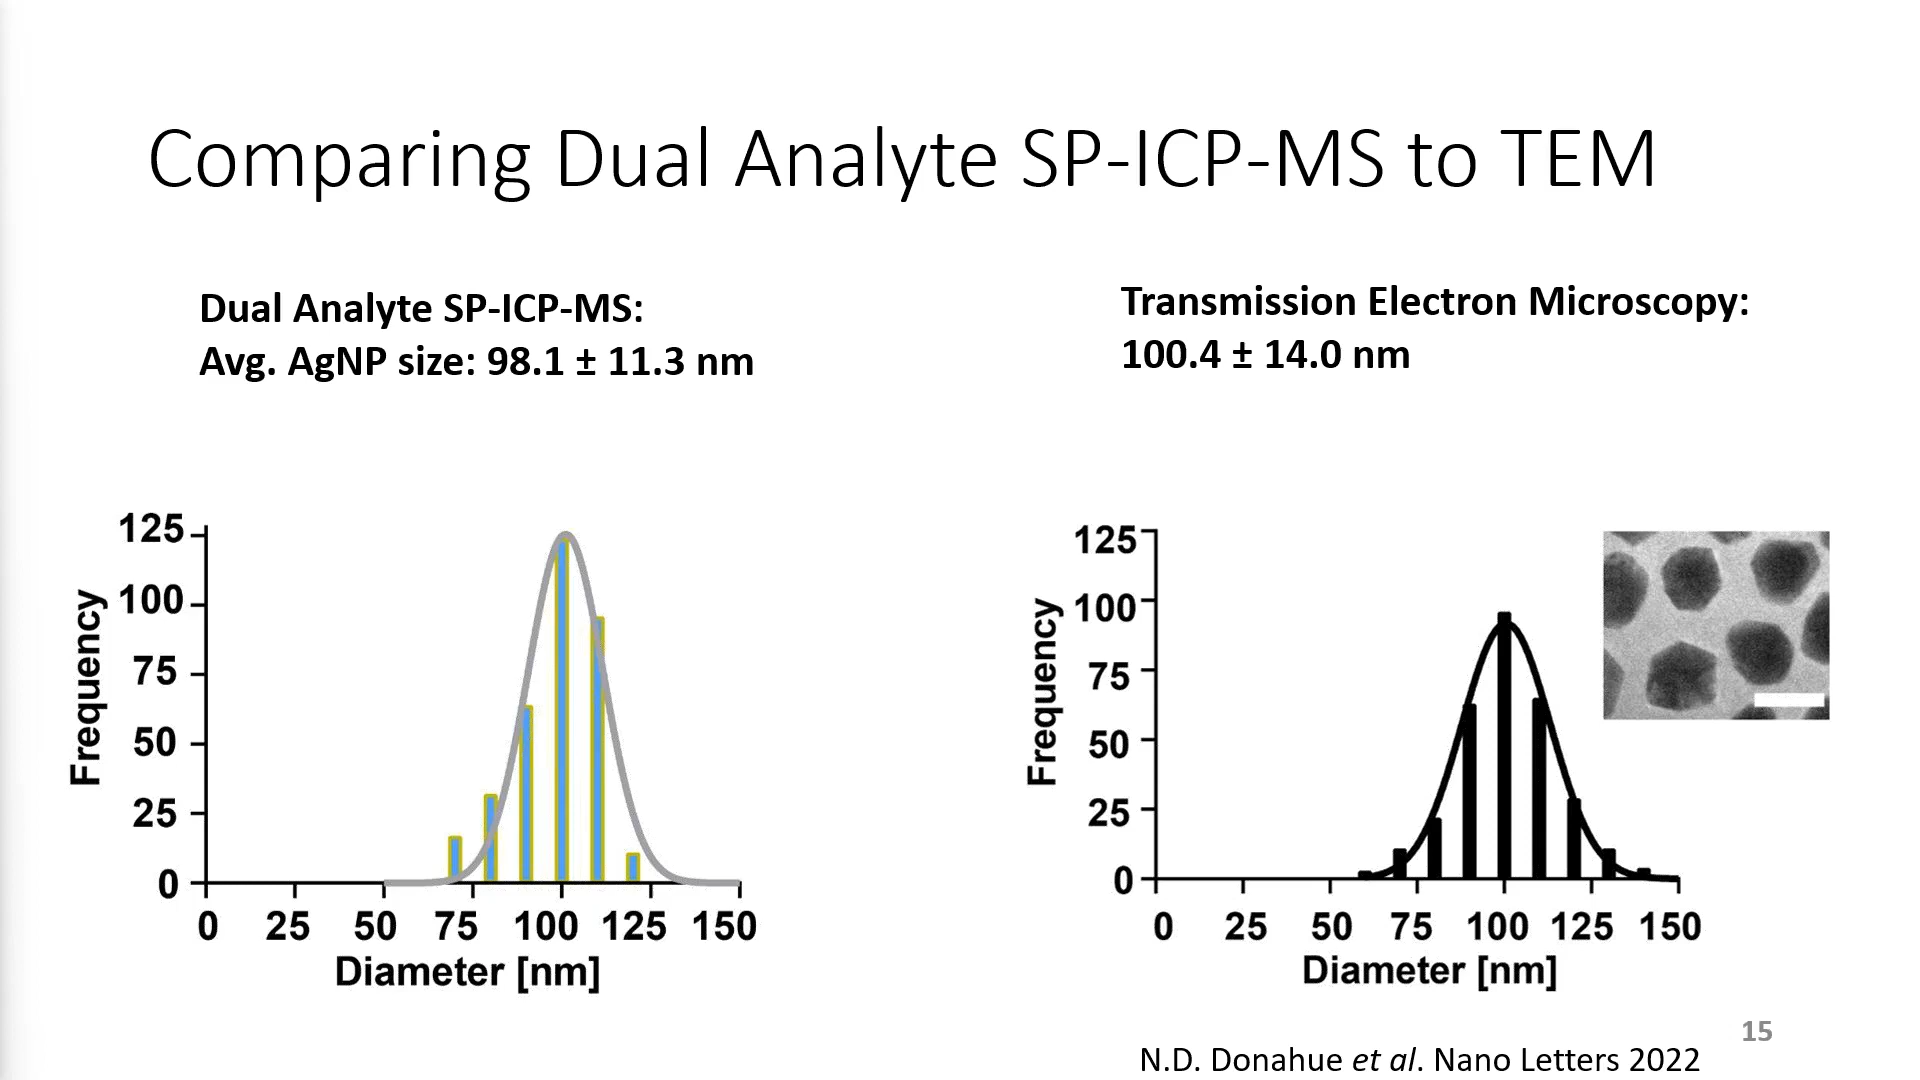 Comparing Dual Analyte SP-ICP-MS to TEM
Dual Analyte SP-ICP-MS:
Avg. AgNP size: 98.1 ± 11.3 nm
Transmission Electron Microscopy:
100.4 ± 14.0 nm
Frequency
125
100
75
50
25
0
0 25 50 75 100 125 150
Diameter [nm]
Frequency
125
100
75
50
25
0
0 25 50 75 100 125 150
Diameter [nm]
15
N.D. Donahue et al. Nano Letters 2022